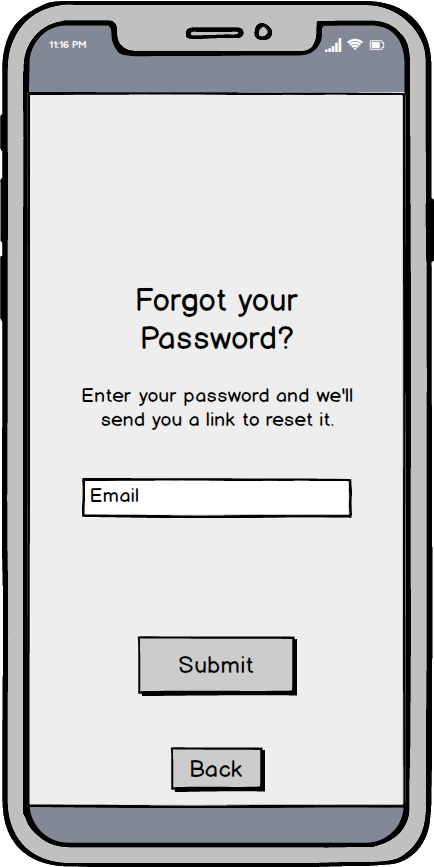 11:16 PM
Forgot your
Password?
Enter your password and we'll
send you a link to reset it.
Email
Submit
Back